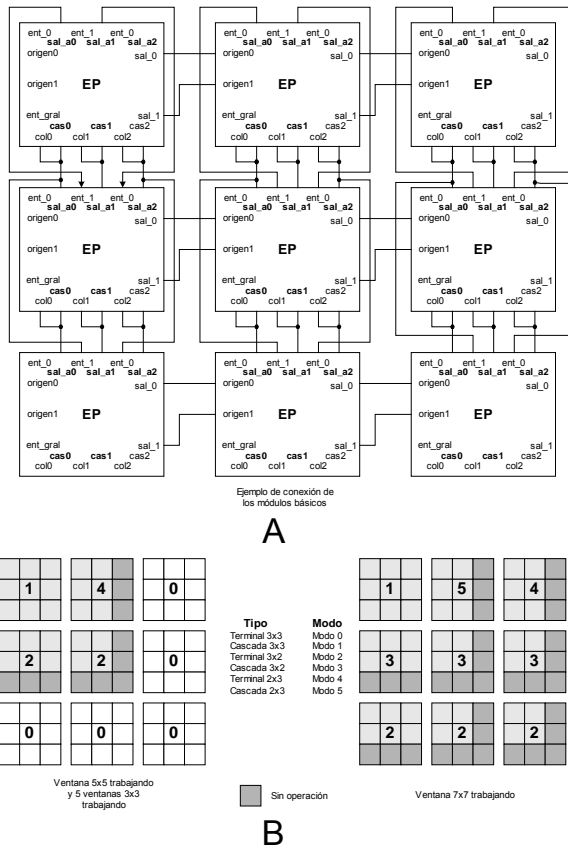 ent_0 ent_1 ent_0 ent_0 ent_1 ent_0 ent_0 ent_1 ent_0
sal_a0 sal_a1 sal_a2 sal_a0 sal_a1 sal_a2 sal_a0 sal_a1 sal_a2
origen0 sal_0 origen0 sal_0 origen0 sal_0
origen1 EP origen1 EP origen1 EP
ent_gral sal_1 ent_gral sal_1 ent_gral sal_1
cas0 cas1 cas2 cas0 cas1 cas2 cas0 cas1 cas2
col0 col1 col2 col0 col1 col2 col0 col1 col2
ent_0 ent_1 ent_0 ent_0 ent_1 ent_0 ent_0 ent_1 ent_0
sal_a0 sal_a1 sal_a2 sal_a0 sal_a1 sal_a2 sal_a0 sal_a1 sal_a2
origen0 sal_0 origen0 sal_0 origen0 sal_0
origen1 EP origen1 EP origen1 EP
ent_gral sal_1 ent_gral sal_1 ent_gral sal_1
cas0 cas1 cas2 cas0 cas1 cas2 cas0 cas1 cas2
col0 col1 col2 col0 col1 col2 col0 col1 col2
ent_0 ent_1 ent_0 ent_0 ent_1 ent_0 ent_0 ent_1 ent_0
sal_a0 sal_a1 sal_a2 sal_a0 sal_a1 sal_a2 sal_a0 sal_a1 sal_a2
origen0 sal_0 origen0 sal_0 origen0 sal_0
origen1 EP origen1 EP origen1 EP
ent_gral sal_1 ent_gral sal_1 ent_gral sal_1
cas0 cas1 cas2 cas0 cas1 cas2 cas0 cas1 cas2
col0 col1 col2 col0 col1 col2 col0 col1 col2
Ejemplo de conexión de
los módulos básicos
A
1 4 0
2 2 0
0 0 0
Ventana 5x5 trabajando
y 5 ventanas 3x3
trabajando
Tipo Modo
Terminal 3x3 Modo 0
Cascada 3x3 Modo 1
Terminal 3x2 Modo 2
Cascada 3x2 Modo 3
Terminal 2x3 Modo 4
Cascada 2x3 Modo 5
Sin operación
1 5 4
3 3 3
2 2 2
Ventana 7x7 trabajando
B